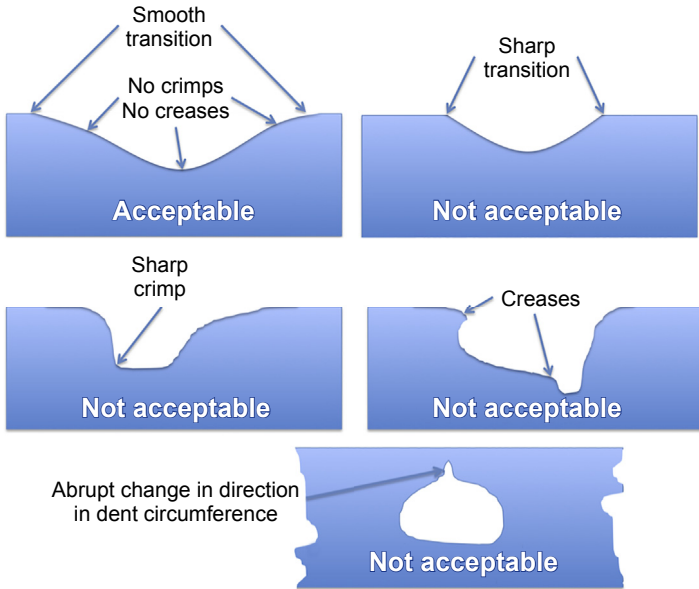 Smooth
transition
No crimps
No creases
Acceptable
Sharp
transition
Not acceptable
Sharp
crimp
Not acceptable
Creases
Not acceptable
Abrupt change in direction
in dent circumference
Not acceptable